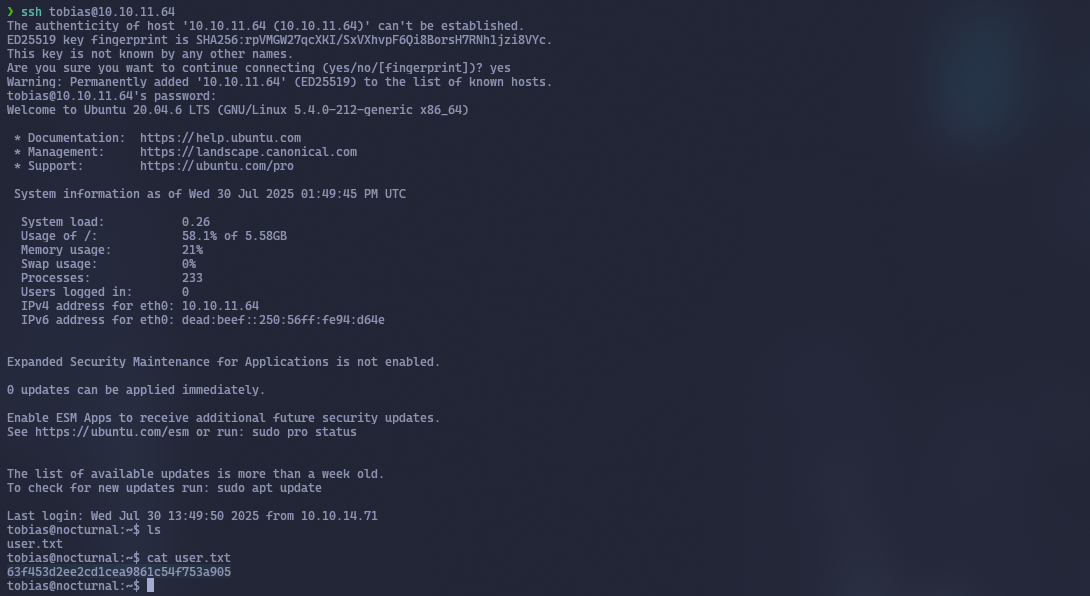 ❯ ssh tobias@10.10.11.64
The authenticity of host '10.10.11.64 (10.10.11.64)' can't be established.
ED25519 key fingerprint is SHA256:rpVMGW27qcXKI/SxVXhvpF6Qi8BorsH7RNh1jzi8VYc.
This key is not known by any other names.
Are you sure you want to continue connecting (yes/no/[fingerprint])? yes
Warning: Permanently added '10.10.11.64' (ED25519) to the list of known hosts.
tobias@10.10.11.64's password:
Welcome to Ubuntu 20.04.6 LTS (GNU/Linux 5.4.0-212-generic x86_64)
* Documentation:  https://help.ubuntu.com
* Management:     https://landscape.canonical.com
* Support:        https://ubuntu.com/pro
System information as of Wed 30 Jul 2025 01:49:45 PM UTC
System load:           0.26
Usage of /:            58.1% of 5.58GB
Memory usage:          21%
Swap usage:            0%
Processes:             233
Users logged in:       0
IPv4 address for eth0: 10.10.11.64
IPv6 address for eth0: dead:beef::250:56ff:fe94:d64e
Expanded Security Maintenance for Applications is not enabled.
0 updates can be applied immediately.
Enable ESM Apps to receive additional future security updates.
See https://ubuntu.com/esm or run: sudo pro status
The list of available updates is more than a week old.
To check for new updates run: sudo apt update
Last login: Wed Jul 30 13:49:50 2025 from 10.10.14.71
tobias@nocturnal:~$ ls
user.txt
tobias@nocturnal:~$ cat user.txt
63f453d2ee2cd1cea9861c54f753a905
tobias@nocturnal:~$